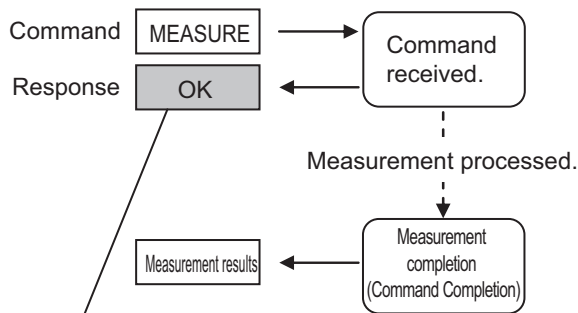 Command MEASURE
Command
received.
Response OK
Measurement processed.
Measurement results
Measurement
completion
(Command Completion)